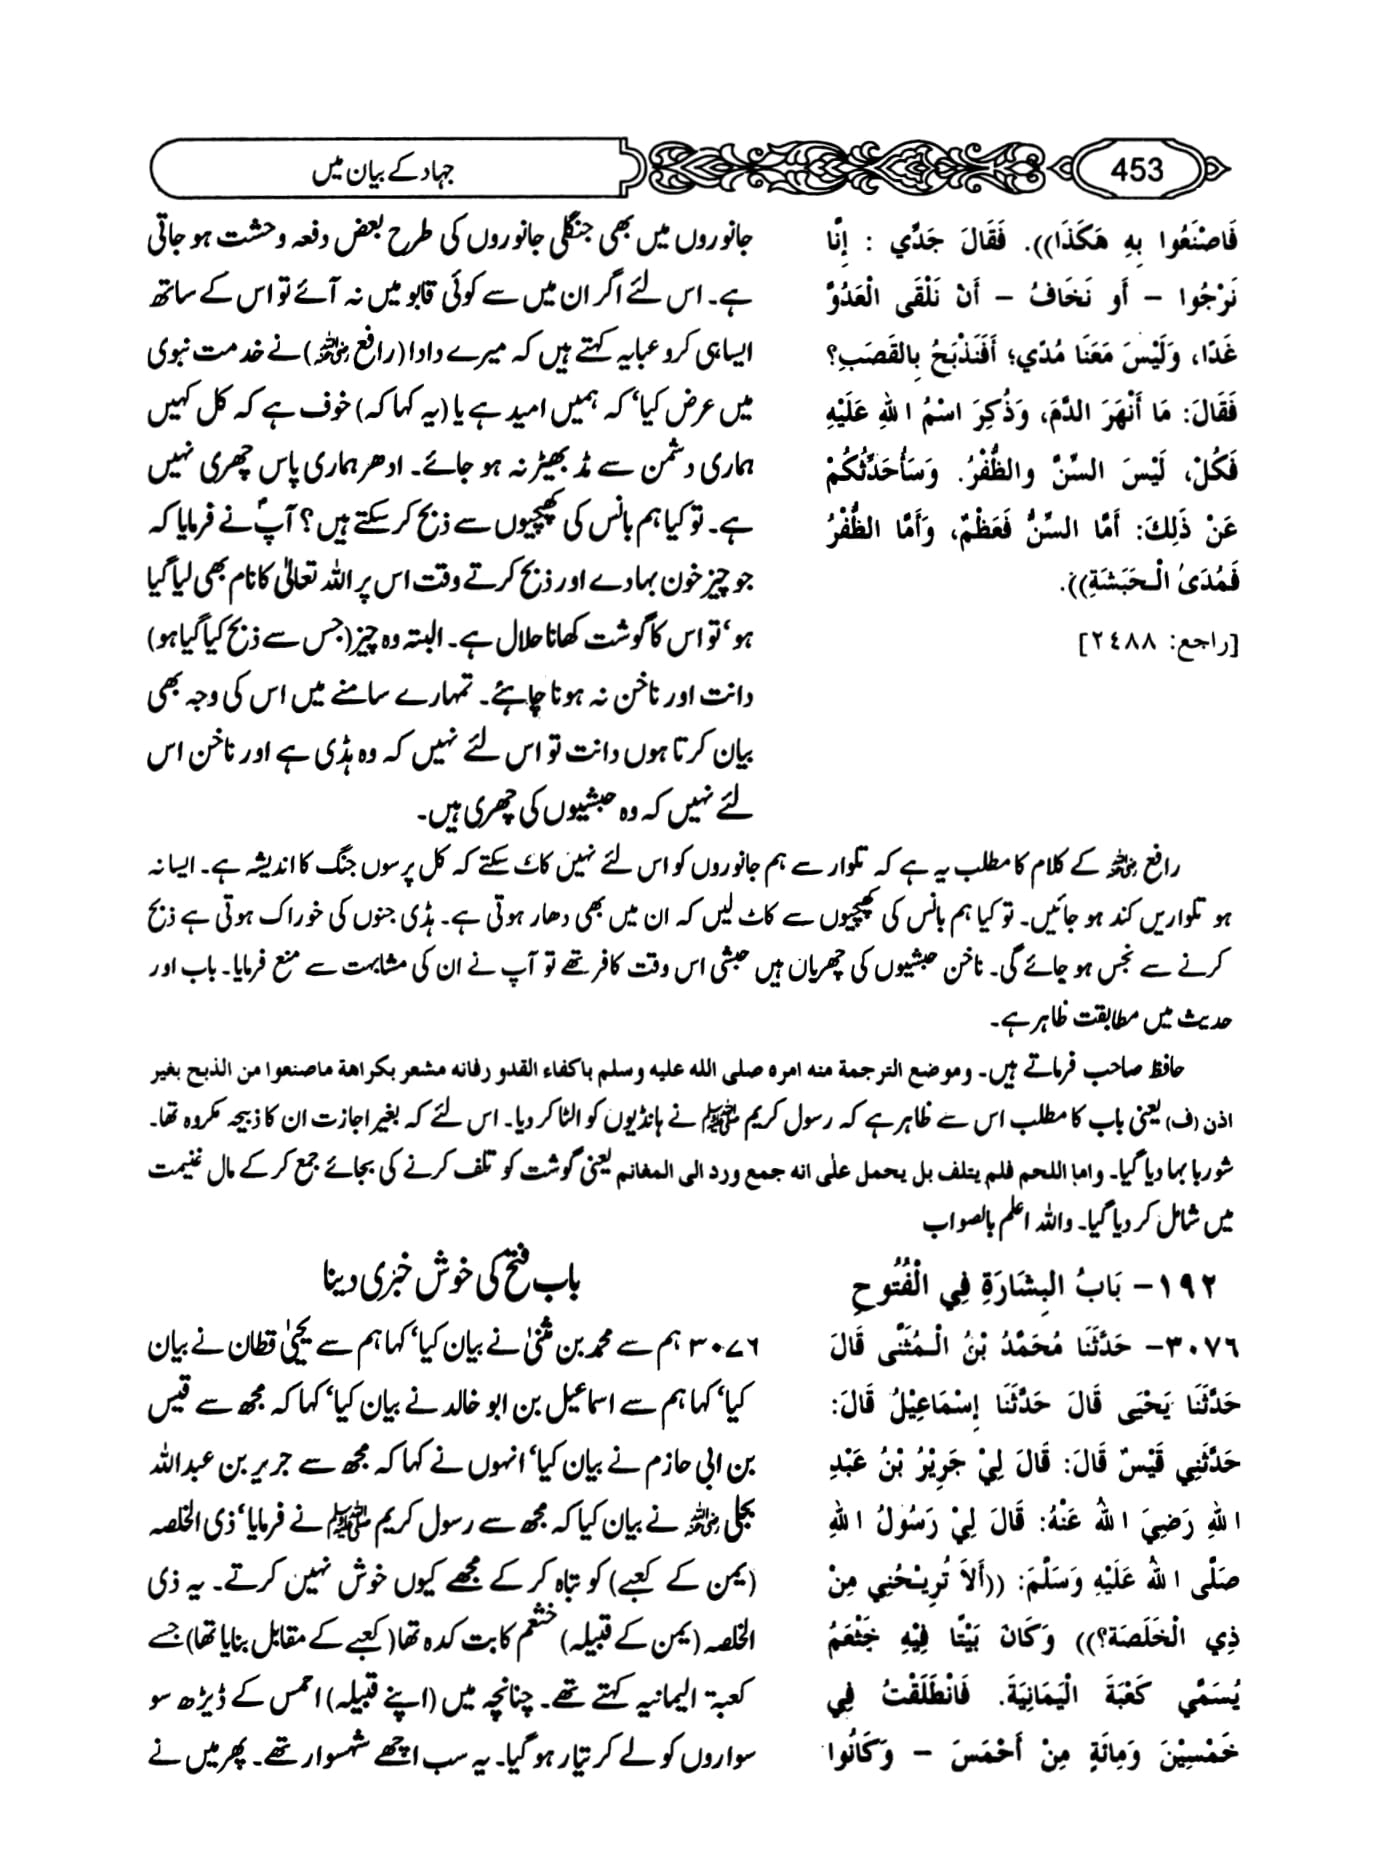 453
جہاد کے بیان میں
فَاصْنَعُوا بِهِ هَكَذَا)). فَقَالَ جَدِّي : إِنَّا
نَرْجُوا – أَو نَخَافُ – أَنْ نَلْقَى الْعَدُوَّ
غَدًا، وَلَيْسَ مَعَنَا مُدًي؛ أَفَنَذْبَحُ بِالقَصَبِ؟
فَقَالَ: مَا أَنْهَرَ الدَّمَ، وَذُكِرَ اسْمُ اللهِ عَلَيْهِ
فَكُلْ، لَيْسَ السِّنَّ والظُّفْرُ. وَسَأُحَدِّثُكُمْ
عَنْ ذَلِكَ: أَمَّا السِّنُّ فَعَظْمٌ، وَأَمَّا الظُّفْرُ
فَمُدَىُ الْـحَبَشَةِ)).
[راجع: ٢٤٨٨]
جانوروں میں بھی جنگلی جانوروں کی طرح بعض دفعہ وحشت ہو جاتی
ہے۔ اس لئے اگر ان میں سے کوئی قابو میں نہ آئے تو اس کے ساتھ
ایسا ہی کرو عبایہ کہتے ہیں کہ میرے دادا (رافع ؓ) نے خدمت نبوی
میں عرض کیا‘ کہ ہمیں امید ہے یا (یہ کہا کہ) خوف ہے کہ کل کہیں
ہماری دشمن سے مڈ بھیڑ نہ ہو جائے۔ ادھر ہماری پاس چھری نہیں
ہے۔ تو کیا ہم بانس کی کھپچیوں سے ذبح کر سکتے ہیں؟ آپؐ نے فرمایا کہ
جو چیز خون بہا دے اور ذبح کرتے وقت اس پر اللہ تعالیٰ کا نام بھی لیا گیا
ہو‘ تو اس کا گوشت کھانا حلال ہے۔ البتہ وہ چیز (جس سے ذبح کیا گیا ہو)
دانت اور ناخن نہ ہونا چاہئے۔ تمہارے سامنے میں اس کی وجہ بھی
بیان کرتا ہوں دانت تو اس لئے نہیں کہ وہ ہڈی ہے اور ناخن اس
لئے نہیں کہ وہ حبشیوں کی چھری ہیں۔
رافع ؓ کے کلام کا مطلب یہ ہے کہ تلوار سے ہم جانوروں کو اس لئے نہیں کاٹ سکتے کہ کل پرسوں جنگ کا اندیشہ ہے۔ ایسا نہ
ہو تلواریں کند ہو جائیں۔ تو کیا ہم بانس کی کھپچیوں سے کاٹ لیں کہ ان میں بھی دھار ہوتی ہے۔ ہڈی جنوں کی خوراک ہوتی ہے ذبح
کرنے سے نجس ہو جائے گی۔ ناخن حبشیوں کی چھریاں ہیں حبشی اس وقت کافر تھے تو آپ نے ان کی مشابہت سے منع فرمایا۔ باب اور
حدیث میں مطابقت ظاہر ہے۔
حافظ صاحب فرماتے ہیں۔ وموضع الترجمة منه امره صلى الله عليه وسلم باكفاء القدو رفانه مشعر بكراهة ماصنعوا من الذبح بغير
اذن (ف) یعنی باب کا مطلب اس سے ظاہر ہے کہ رسول کریم ﷺ نے ہانڈیوں کو الٹا کر دیا۔ اس لئے کہ بغیر اجازت ان کا ذبیحہ مکروہ تھا۔
شوربا بہا دیا گیا۔ واما اللحم فلم يتلف بل يحمل على انه جمع ورد الى المغانم یعنی گوشت کو تلف کرنے کی بجائے جمع کر کے مال غنیمت
میں شامل کر دیا گیا۔ واللہ اعلم بالصواب
١٩٢ – بَابُ الْبِشَارَةِ فِي الْفُتُوحِ
باب فتح کی خوش خبری دینا
٣٠٧٦– حَدَّثَنَا مُحَمَّدُ بْنُ الْـمُثَنَّى قَالَ
حَدَّثَنَا يَحْيَى قَالَ حَدَّثَنَا إِسْمَاعِيْلُ قَالَ:
حَدَّثَنِي قَيْسٌ قَالَ: قَالَ لِيْ جَرِيْرُ بْنُ عَبْدِ
اللهِ رَضِيَ اللهُ عَنْهُ: قَالَ لِيْ رَسُولُ اللهِ
صَلَّى اللهُ عَلَيْهِ وَسَلَّمَ: ((أَلاَ تُرِيْـحُنِي مِنْ
ذِي الْخَلَصَة؟)) وَكَانَ بَيْتًا فِيْهِ خَثْعَمُ
يُسَمَّي كَعْبَةَ الْيَمَانِيَةَ. فَانْطَلَقْتُ فِي
خَمْسِيْنَ وَمِائَةٍ مِنْ أَحْمَسَ – وَكَانُوا
۳۰۷۶ ہم سے محمد بن مثنیٰ نے بیان کیا‘ کہا ہم سے یحییٰ قطان نے بیان
کیا‘ کہا ہم سے اسماعیل بن ابو خالد نے بیان کیا‘ کہا کہ مجھ سے قیس
بن ابی حازم نے بیان کیا‘ انہوں نے کہا کہ مجھ سے جریر بن عبداللہ
بجلی ؓ نے بیان کیا کہ مجھ سے رسول کریم ﷺ نے فرمایا‘ ذی الخلصہ
(یمن کے کعبے) کو تباہ کر کے مجھے کیوں خوش نہیں کرتے۔ یہ ذی
الخلصہ (یمن کے قبیلہ) خثعم کا بت کدہ تھا (کعبے کے مقابل بنایا تھا) جسے
کعبۃ الیمانیہ کہتے تھے۔ چنانچہ میں (اپنے قبیلہ) احمس کے ڈیڑھ سو
سواروں کو لے کر تیار ہو گیا۔ یہ سب اچھے شہسوار تھے۔ پھر میں نے